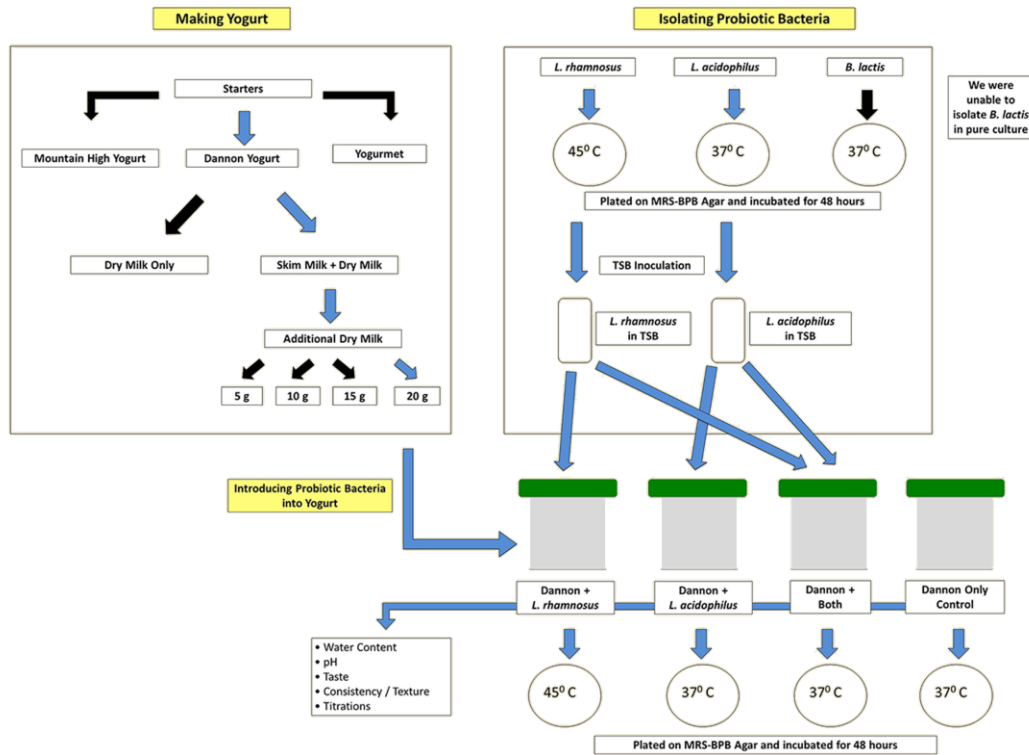 Making Yogurt
Starters
Mountain High Yogurt
Dannon Yogurt
Yogurmet
Dry Milk Only
Skim Milk + Dry Milk
Additional Dry Milk
5 g
10 g
15 g
20 g
Isolating Probiotic Bacteria
L. rhamnosus
L. acidophilus
B. lactis
We were
unable to
isolate B. lactis
in pure culture
45⁰ C
37⁰ C
37⁰ C
Plated on MRS-BPB Agar and incubated for 48 hours
TSB Inoculation
L. rhamnosus
in TSB
L. acidophilus
in TSB
Introducing Probiotic Bacteria
into Yogurt
Dannon +
L. rhamnosus
Dannon +
L. acidophilus
Dannon +
Both
Dannon Only
Control
• Water Content
• pH
• Taste
• Consistency / Texture
• Titrations
45⁰ C
37⁰ C
37⁰ C
37⁰ C
Plated on MRS-BPB Agar and incubated for 48 hours